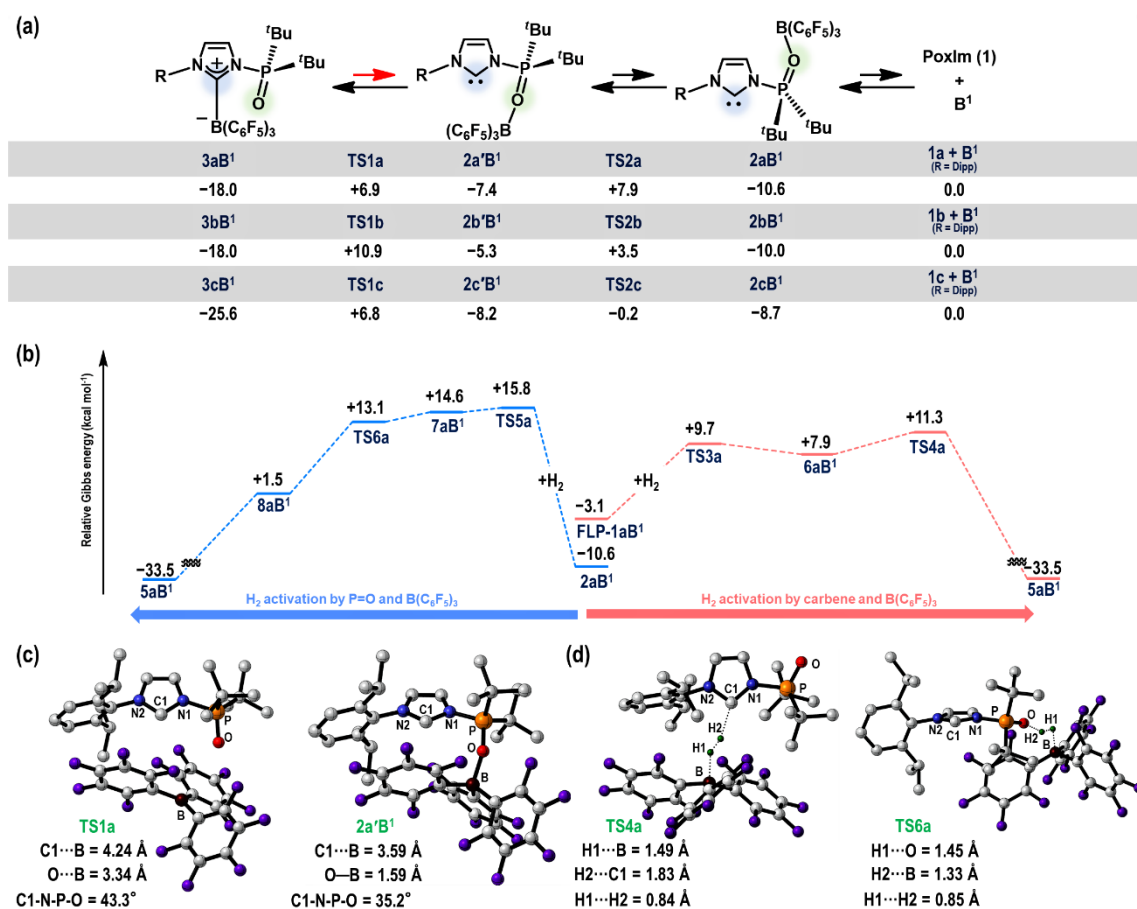 (a)
R N N P tBu tBu O B(C6F5)3
R N N P tBu tBu O (C6F5)3B
B(C6F5)3 O R N N P tBu tBu
PoxIm (1) + B¹
3aB¹ TS1a 2a′B¹ TS2a 2aB¹ 1a + B¹
(R = Dipp)
−18.0 +6.9 −7.4 +7.9 −10.6 0.0
3bB¹ TS1b 2b′B¹ TS2b 2bB¹ 1b + B¹
(R = Dipp)
−18.0 +10.9 −5.3 +3.5 −10.0 0.0
3cB¹ TS1c 2c′B¹ TS2c 2cB¹ 1c + B¹
(R = Dipp)
−25.6 +6.8 −8.2 −0.2 −8.7 0.0
(b)
Relative Gibbs energy (kcal mol⁻¹)
−33.5
5aB¹
+1.5
8aB¹
+13.1
TS6a
+14.6
7aB¹
+15.8
TS5a
+H₂
−10.6
2aB¹
−3.1
FLP-1aB¹
+H₂
+9.7
TS3a
+7.9
6aB¹
+11.3
TS4a
−33.5
5aB¹
H₂ activation by P=O and B(C₆F₅)₃
H₂ activation by carbene and B(C₆F₅)₃
(c)
N2 C1 N1 P O B
TS1a
C1···B = 4.24 Å
O···B = 3.34 Å
C1-N-P-O = 43.3°
N2 C1 N1 P O B
2a′B¹
C1···B = 3.59 Å
O—B = 1.59 Å
C1-N-P-O = 35.2°
(d)
N2 C1 N1 P O H2 H1 B
TS4a
H1···B = 1.49 Å
H2···C1 = 1.83 Å
H1···H2 = 0.84 Å
N2 C1 N1 P O H1 H2 B
TS6a
H1···O = 1.45 Å
H2···B = 1.33 Å
H1···H2 = 0.85 Å